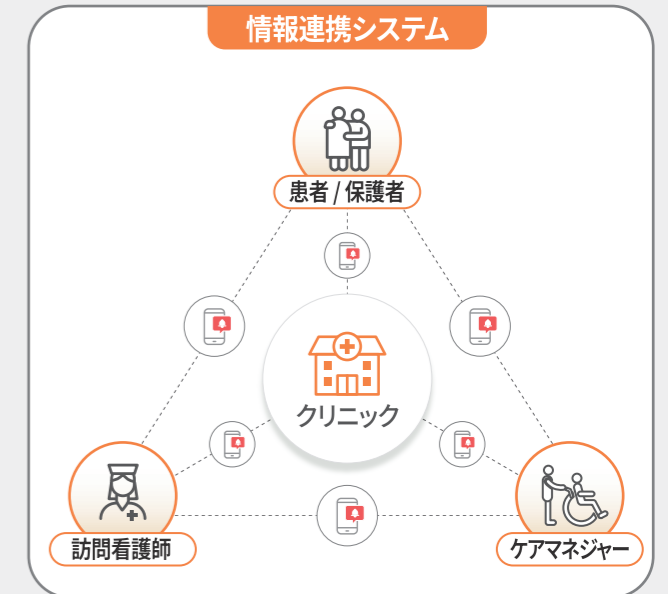 情報連携システム
患者 / 保護者
クリニック
訪問看護師
ケアマネジャー